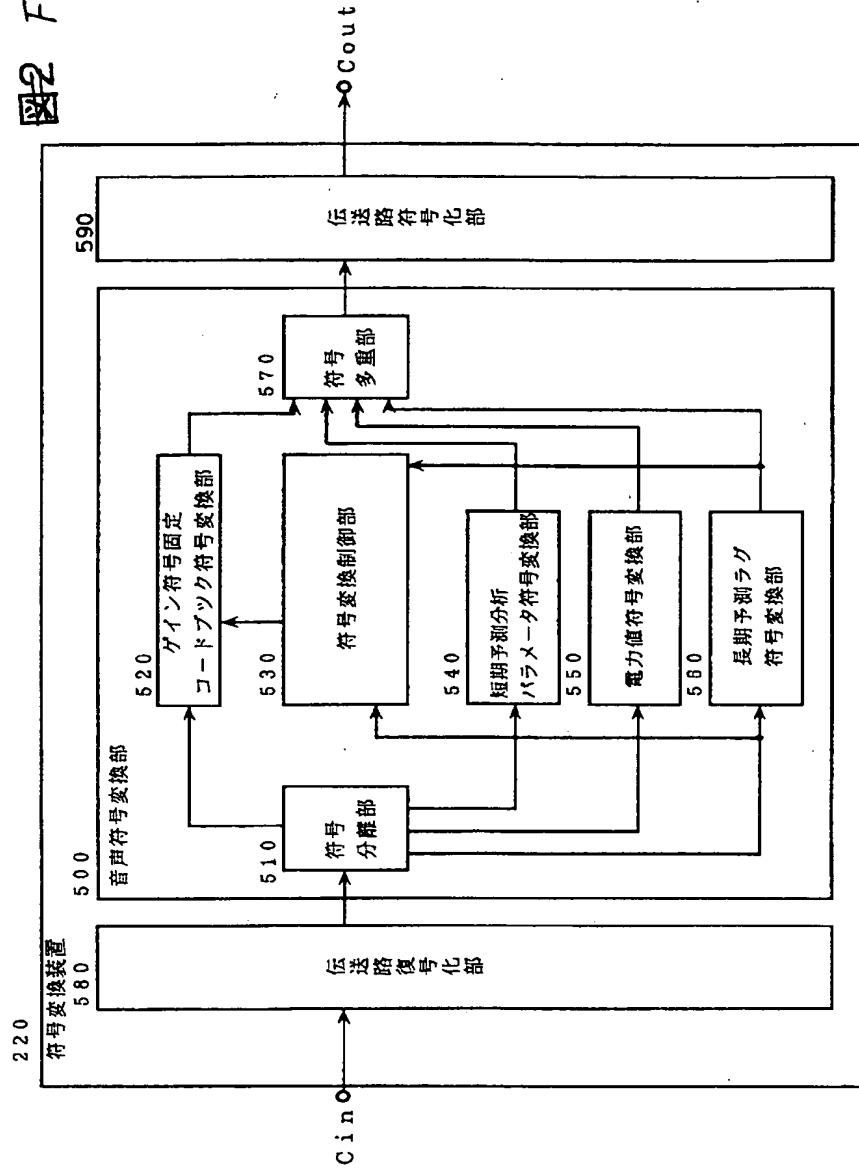 図2 F
220
符号変換装置
Cin
580
伝送路復号化部
500
音声符号変換部
510
符号
分離部
520
ゲイン符号固定
コードブック符号変換部
530
符号変換制御部
540
短期予測分析
パラメータ符号変換部
550
電力値符号変換部
560
長期予測ラグ
符号変換部
570
符号
多重部
590
伝送路符号化部
Cout